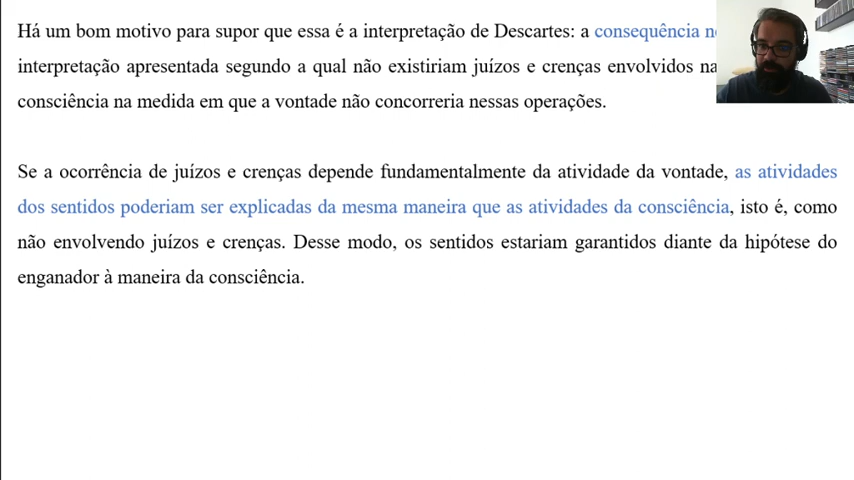 Há um bom motivo para supor que essa é a interpretação de Descartes: a consequência
interpretação apresentada segundo a qual não existiriam juízos e crenças envolvidos na
consciência na medida em que a vontade não concorreria nessas operações.
Se a ocorrência de juízos e crenças depende fundamentalmente da atividade da vontade, as atividades
dos sentidos poderiam ser explicadas da mesma maneira que as atividades da consciência, isto é, como
não envolvendo juízos e crenças. Desse modo, os sentidos estariam garantidos diante da hipótese do
enganador à maneira da consciência.